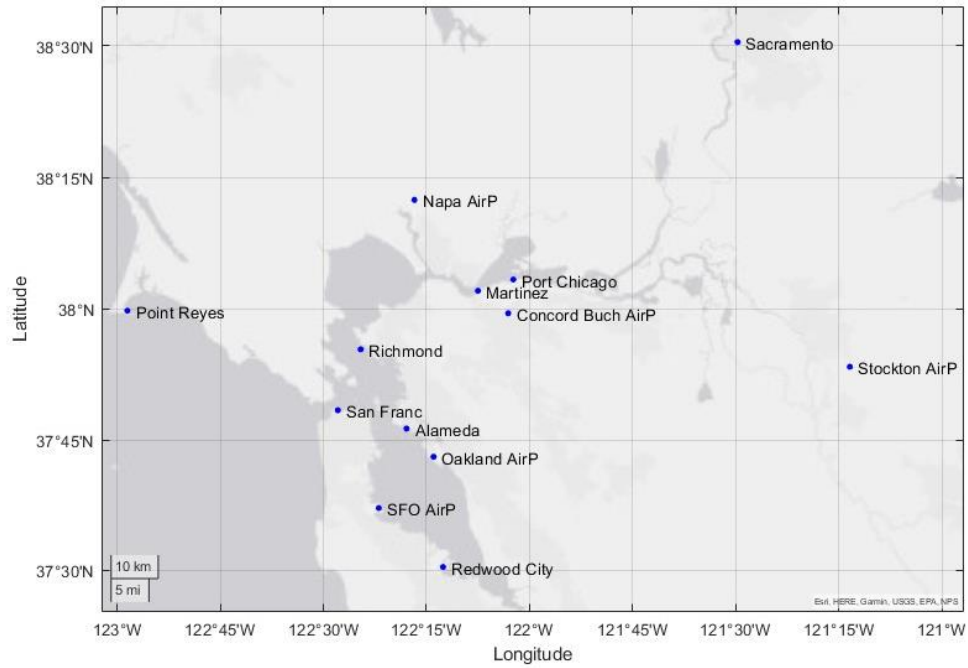 38°30'N
Sacramento
38°15'N
Napa AirP
Port Chicago
Martinez
38°N
Point Reyes
Concord Buch AirP
Richmond
Stockton AirP
San Franc
Alameda
37°45'N
Oakland AirP
SFO AirP
37°30'N
Redwood City
10 km
5 mi
Esri, HERE, Garmin, USGS, EPA, NPS
123°W
122°45'W
122°30'W
122°15'W
122°W
121°45'W
121°30'W
121°15'W
121°W
Longitude
Latitude